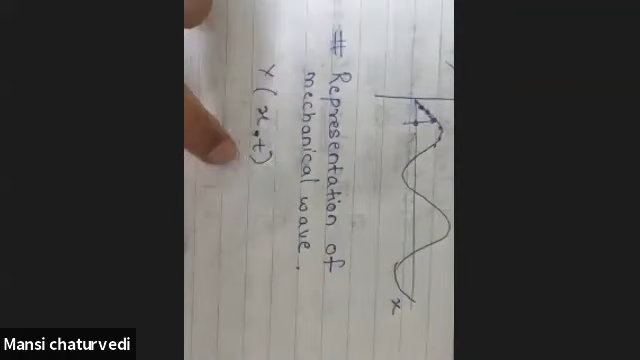 # Representation of
mechanical wave.
Y (x, t)
x
Mansi chaturvedi